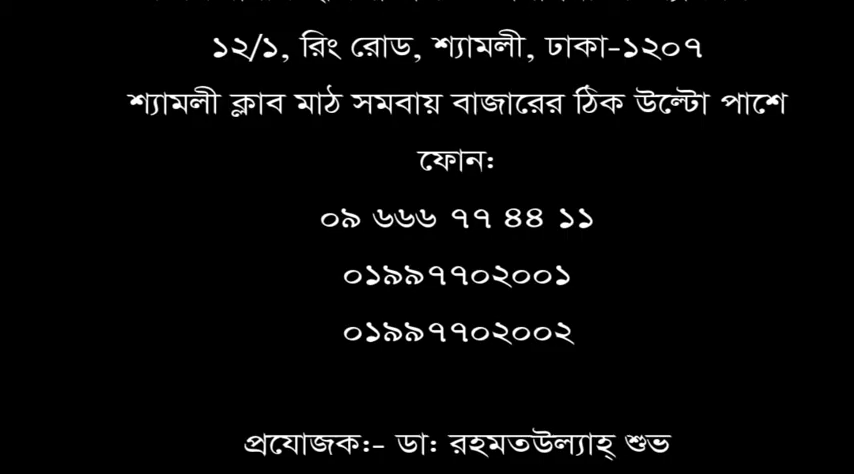 ১২/১, রিং রোড, শ্যামলী, ঢাকা-১২০৭
শ্যামলী ক্লাব মাঠ সমবায় বাজারের ঠিক উল্টো পাশে
ফোন:
০৯ ৬৬৬ ৭৭ ৪৪ ১১
০১৯৯৭৭০২০০১
০১৯৯৭৭০২০০২
প্রযোজক:- ডা: রহমতউল্যাহ্ শুভ